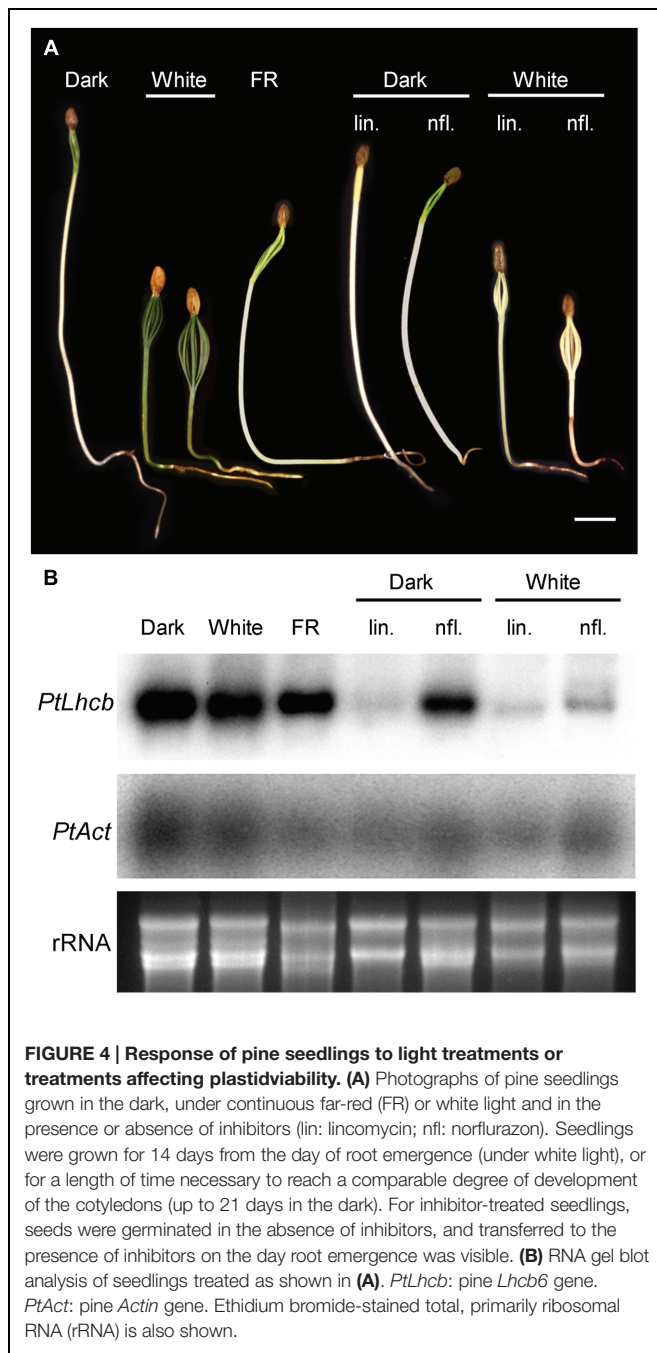 A
Dark White FR Dark White
lin. nfl. lin. nfl.
B
Dark White
Dark White FR lin. nfl. lin. nfl.
PtLhcb
PtAct
rRNA
FIGURE 4 | Response of pine seedlings to light treatments or
treatments affecting plastidviability. (A) Photographs of pine seedlings
grown in the dark, under continuous far-red (FR) or white light and in the
presence or absence of inhibitors (lin: lincomycin; nfl: norflurazon). Seedlings
were grown for 14 days from the day of root emergence (under white light), or
for a length of time necessary to reach a comparable degree of development
of the cotyledons (up to 21 days in the dark). For inhibitor-treated seedlings,
seeds were germinated in the absence of inhibitors, and transferred to the
presence of inhibitors on the day root emergence was visible. (B) RNA gel blot
analysis of seedlings treated as shown in (A). PtLhcb: pine Lhcb6 gene.
PtAct: pine Actin gene. Ethidium bromide-stained total, primarily ribosomal
RNA (rRNA) is also shown.